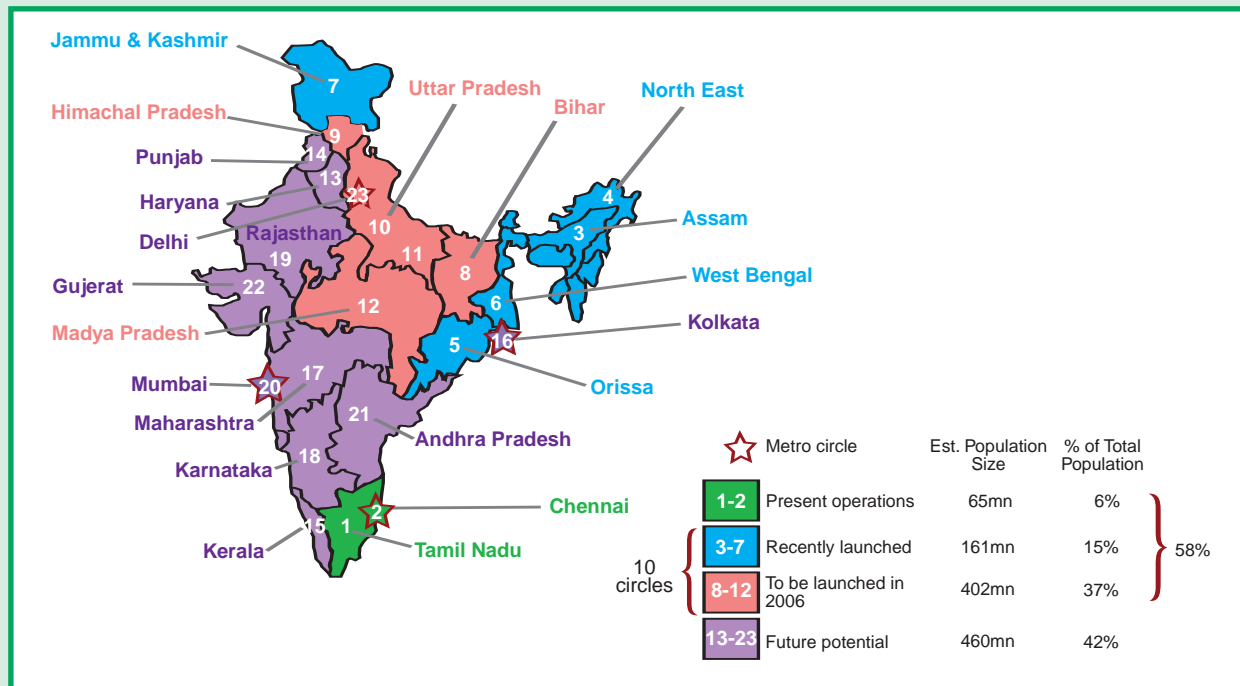 Jammu & Kashmir
7
Uttar Pradesh
North East
Himachal Pradesh
Bihar
9
Punjab
14
4
13
Haryana
23
3
Assam
10
Delhi
Rajasthan
11
19
8
West Bengal
Gujerat
22
6
12
Kolkata
Madya Pradesh
16
5
Mumbai
20
17
Orissa
Maharashtra
21
Andhra Pradesh
18
Karnataka
Chennai
2
15
1
Kerala
Tamil Nadu
Metro circle
Est. Population
Size
% of Total
Population
1-2 Present operations 65mn 6%
3-7 Recently launched 161mn 15%
58%
10
circles
8-12 To be launched in
2006
402mn 37%
13-23 Future potential 460mn 42%